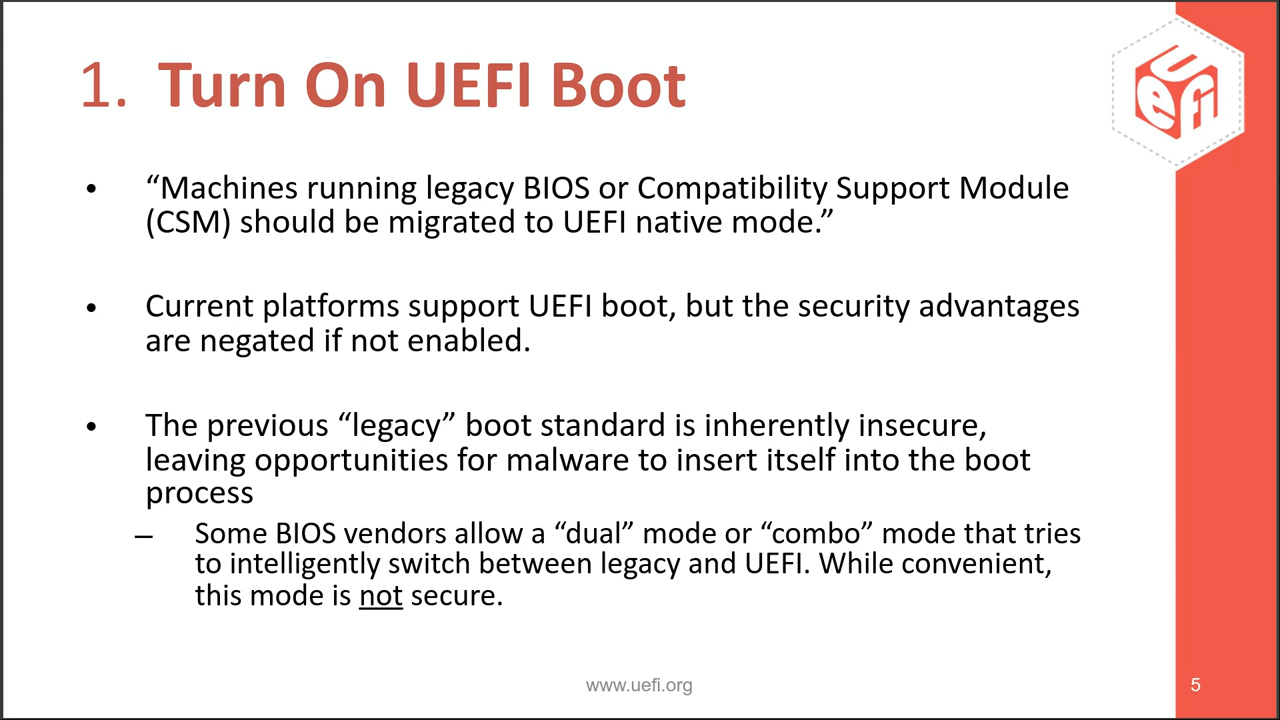 1. Turn On UEFI Boot
UEFI
• “Machines running legacy BIOS or Compatibility Support Module
(CSM) should be migrated to UEFI native mode.”
• Current platforms support UEFI boot, but the security advantages
are negated if not enabled.
• The previous “legacy” boot standard is inherently insecure,
leaving opportunities for malware to insert itself into the boot
process
– Some BIOS vendors allow a “dual” mode or “combo” mode that tries
to intelligently switch between legacy and UEFI. While convenient,
this mode is not secure.
www.uefi.org
5